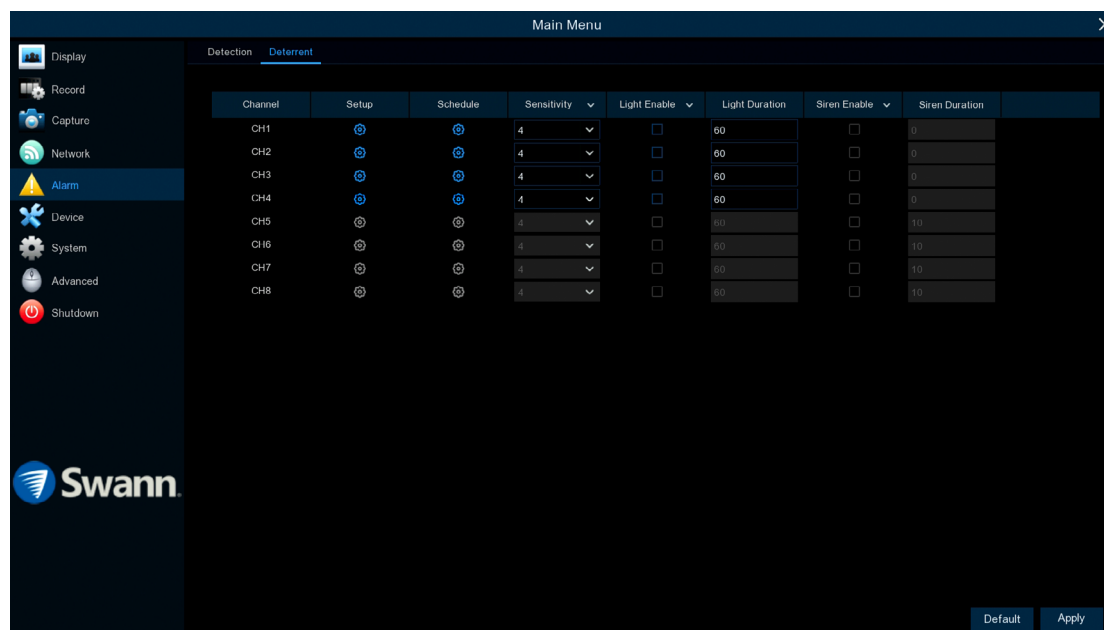 Main Menu
Display
Record
Capture
Network
Alarm
Device
System
Advanced
Shutdown
Swann.
Detection Deterrent
Channel Setup Schedule Sensitivity Light Enable Light Duration Siren Enable Siren Duration
CH1 4 60 0
CH2 4 60 0
CH3 4 60 0
CH4 4 60 0
CH5 4 60 10
CH6 4 60 10
CH7 4 60 10
CH8 4 60 10
Default Apply